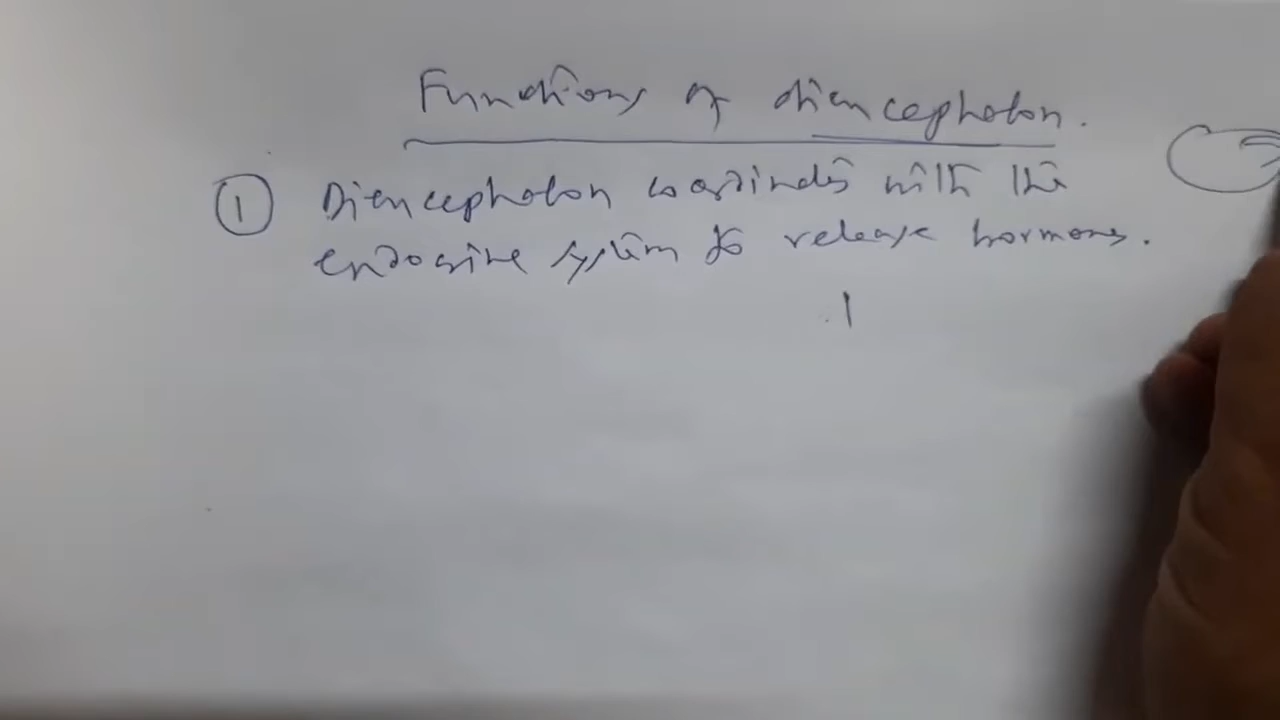 Functions of diencephalon.
① Diencephalon coordinates with the
endocrine system to release hormones.